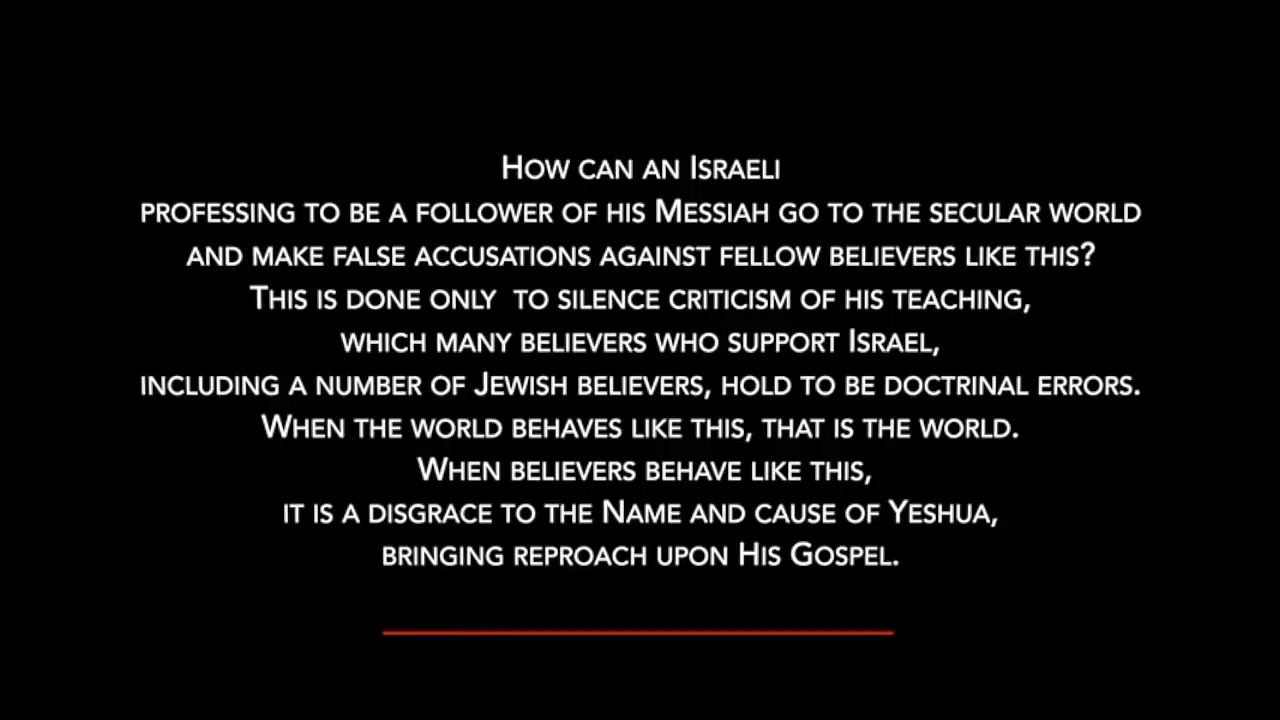 How can an Israeli
professing to be a follower of his Messiah go to the secular world
and make false accusations against fellow believers like this?
This is done only  to silence criticism of his teaching,
which many believers who support Israel,
including a number of Jewish believers, hold to be doctrinal errors.
When the world behaves like this, that is the world.
When believers behave like this,
it is a disgrace to the Name and cause of Yeshua,
bringing reproach upon His Gospel.